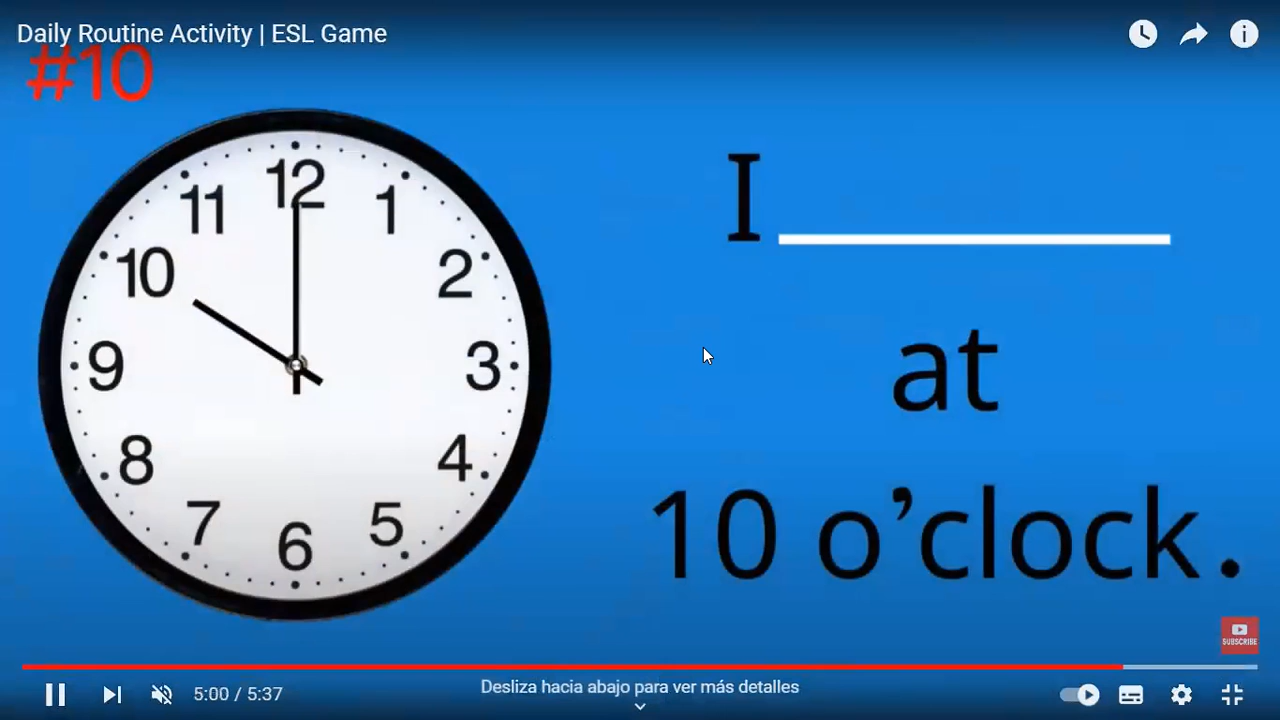 Daily Routine Activity | ESL Game
#10
12
11
1
10
2
9
3
8
4
7
5
6
I
at
10 o’clock.
SUBSCRIBE
5:00 / 5:37
Desliza hacia abajo para ver más detalles